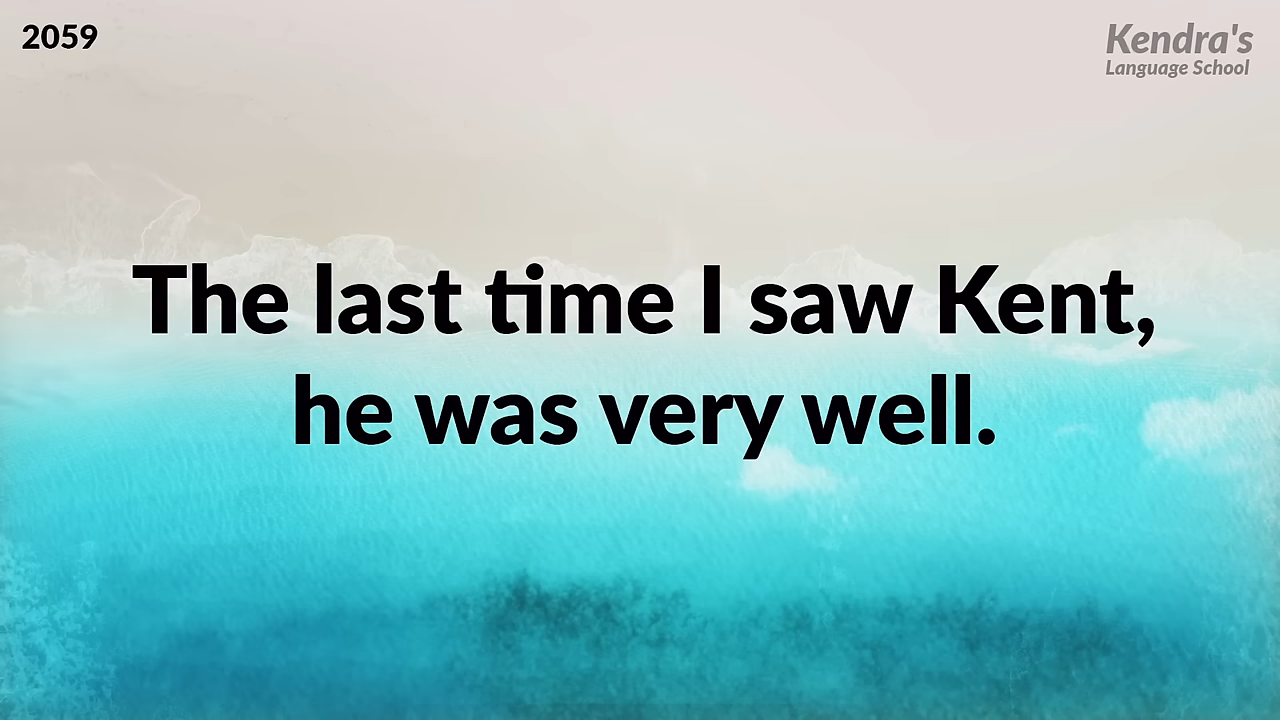 2059
Kendra's
Language School
The last time I saw Kent,
he was very well.